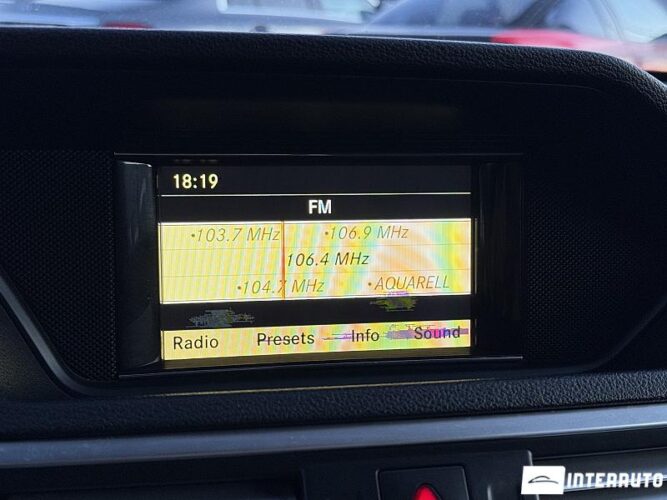 18:19
FM
•103.7 MHz •106.9 MHz
106.4 MHz
•104.7 MHz •AQUARELL
Radio Presets Info Sound
INTERAUTO